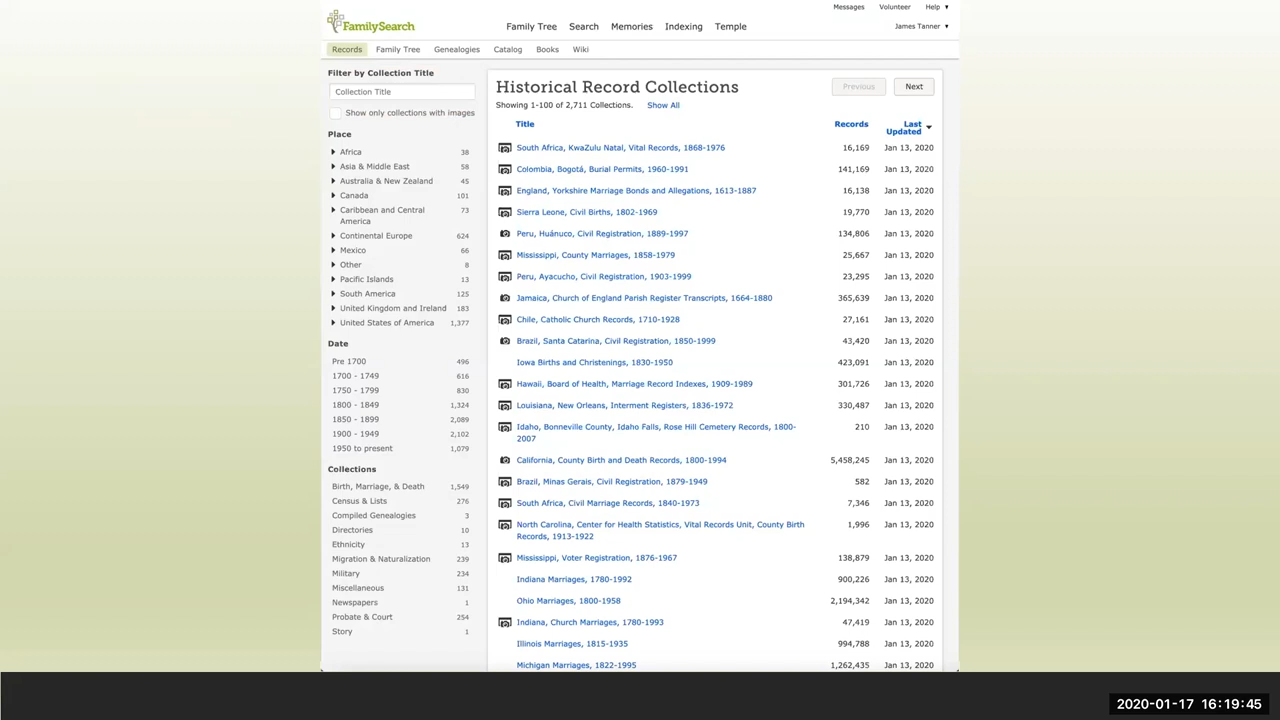 Messages Volunteer Help
FamilySearch
Family Tree Search Memories Indexing Temple
James Tanner
Records Family Tree Genealogies Catalog Books Wiki
Filter by Collection Title
Collection Title
Show only collections with images
Place
Africa 38
Asia & Middle East 58
Australia & New Zealand 45
Canada 101
Caribbean and Central 73
America
Continental Europe 624
Mexico 66
Other 8
Pacific Islands 13
South America 125
United Kingdom and Ireland 183
United States of America 1,377
Date
Pre 1700 496
1700 - 1749 616
1750 - 1799 830
1800 - 1849 1,324
1850 - 1899 2,089
1900 - 1949 2,102
1950 to present 1,079
Collections
Birth, Marriage, & Death 1,549
Census & Lists 276
Compiled Genealogies 3
Directories 10
Ethnicity 13
Migration & Naturalization 239
Military 234
Miscellaneous 131
Newspapers 1
Probate & Court 254
Story 1
Historical Record Collections
Previous Next
Showing 1-100 of 2,711 Collections. Show All
Title Records Last
Updated
South Africa, KwaZulu Natal, Vital Records, 1868-1976 16,169 Jan 13, 2020
Colombia, Bogotá, Burial Permits, 1960-1991 141,169 Jan 13, 2020
England, Yorkshire Marriage Bonds and Allegations, 1613-1887 16,138 Jan 13, 2020
Sierra Leone, Civil Births, 1802-1969 19,770 Jan 13, 2020
Peru, Huánuco, Civil Registration, 1889-1997 134,806 Jan 13, 2020
Mississippi, County Marriages, 1858-1979 25,667 Jan 13, 2020
Peru, Ayacucho, Civil Registration, 1903-1999 23,295 Jan 13, 2020
Jamaica, Church of England Parish Register Transcripts, 1664-1880 365,639 Jan 13, 2020
Chile, Catholic Church Records, 1710-1928 27,161 Jan 13, 2020
Brazil, Santa Catarina, Civil Registration, 1850-1999 43,420 Jan 13, 2020
Iowa Births and Christenings, 1830-1950 423,091 Jan 13, 2020
Hawaii, Board of Health, Marriage Record Indexes, 1909-1989 301,726 Jan 13, 2020
Louisiana, New Orleans, Interment Registers, 1836-1972 330,487 Jan 13, 2020
Idaho, Bonneville County, Idaho Falls, Rose Hill Cemetery Records, 1800- 210 Jan 13, 2020
2007
California, County Birth and Death Records, 1800-1994 5,458,245 Jan 13, 2020
Brazil, Minas Gerais, Civil Registration, 1879-1949 582 Jan 13, 2020
South Africa, Civil Marriage Records, 1840-1973 7,346 Jan 13, 2020
North Carolina, Center for Health Statistics, Vital Records Unit, County Birth 1,996 Jan 13, 2020
Records, 1913-1922
Mississippi, Voter Registration, 1876-1967 138,879 Jan 13, 2020
Indiana Marriages, 1780-1992 900,226 Jan 13, 2020
Ohio Marriages, 1800-1958 2,194,342 Jan 13, 2020
Indiana, Church Marriages, 1780-1993 47,419 Jan 13, 2020
Illinois Marriages, 1815-1935 994,788 Jan 13, 2020
Michigan Marriages, 1822-1995 1,262,435 Jan 13, 2020
2020-01-17 16:19:45